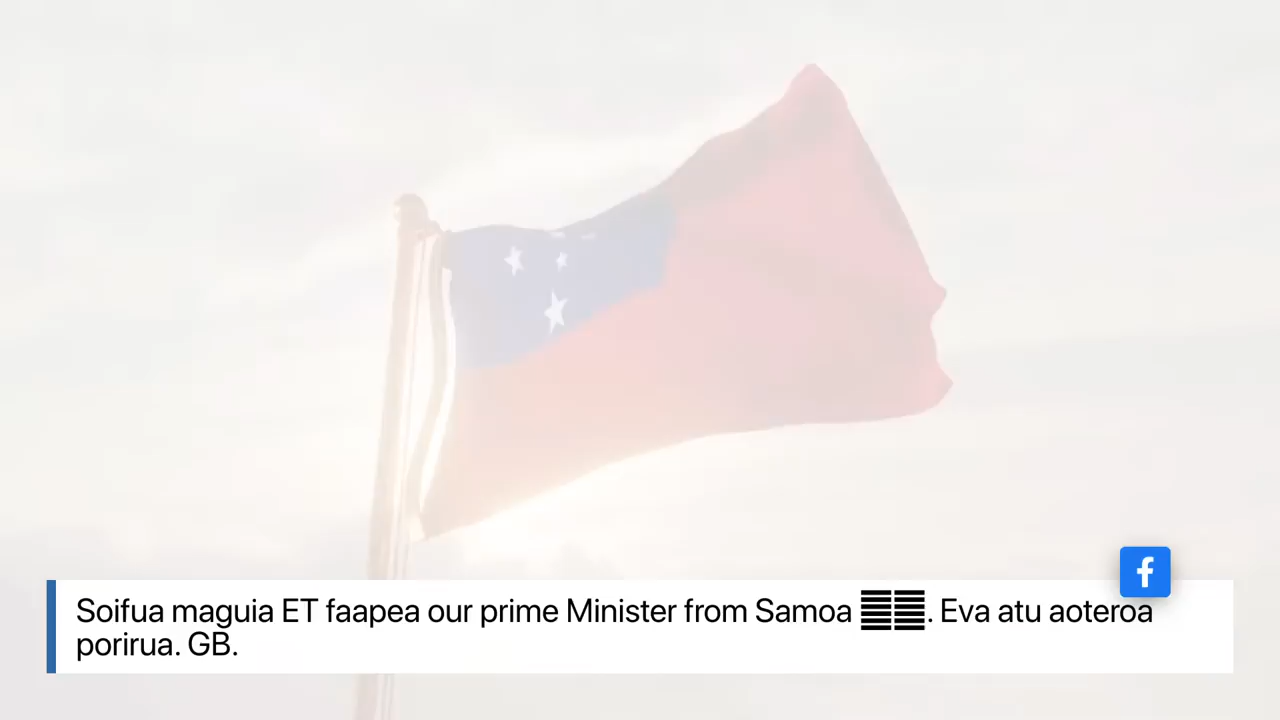 Soifua maguia ET faapea our prime Minister from Samoa . Eva atu aoteroa
porirua. GB.